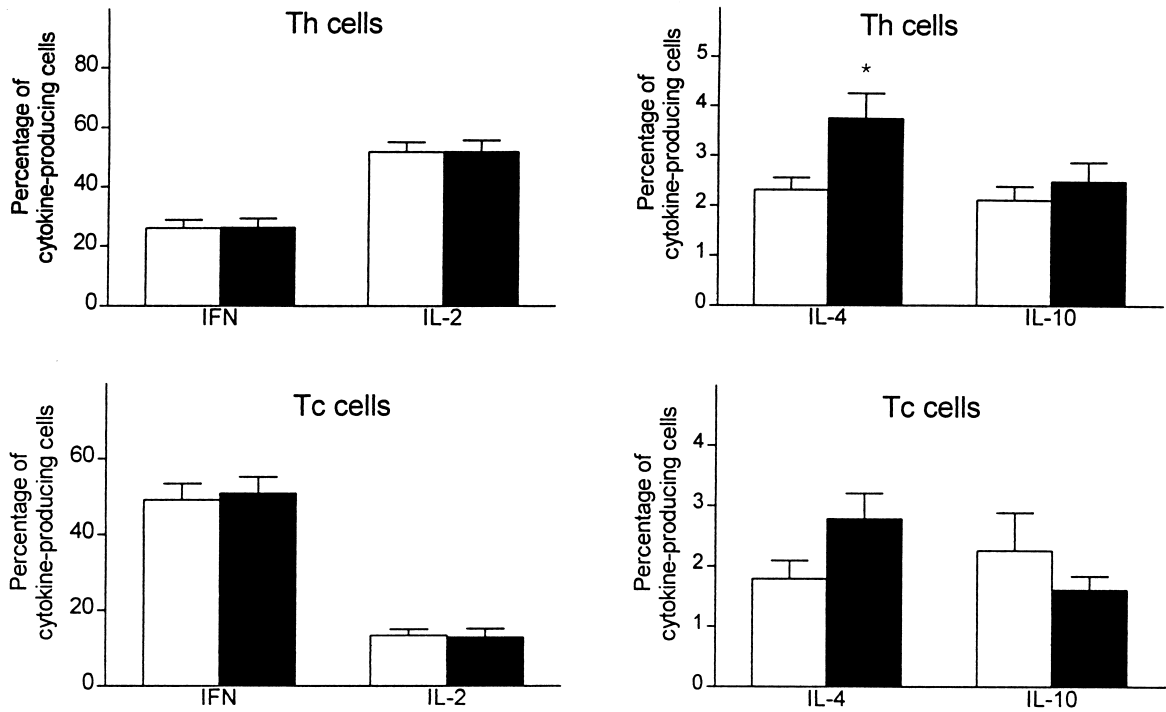 Th cells
Percentage of
cytokine-producing cells
80
60
40
20
0
IFN
IL-2
Th cells
Percentage of
cytokine-producing cells
5
4
3
2
1
0
*
IL-4
IL-10
Tc cells
Percentage of
cytokine-producing cells
60
40
20
0
IFN
IL-2
Tc cells
Percentage of
cytokine-producing cells
4
3
2
1
0
IL-4
IL-10